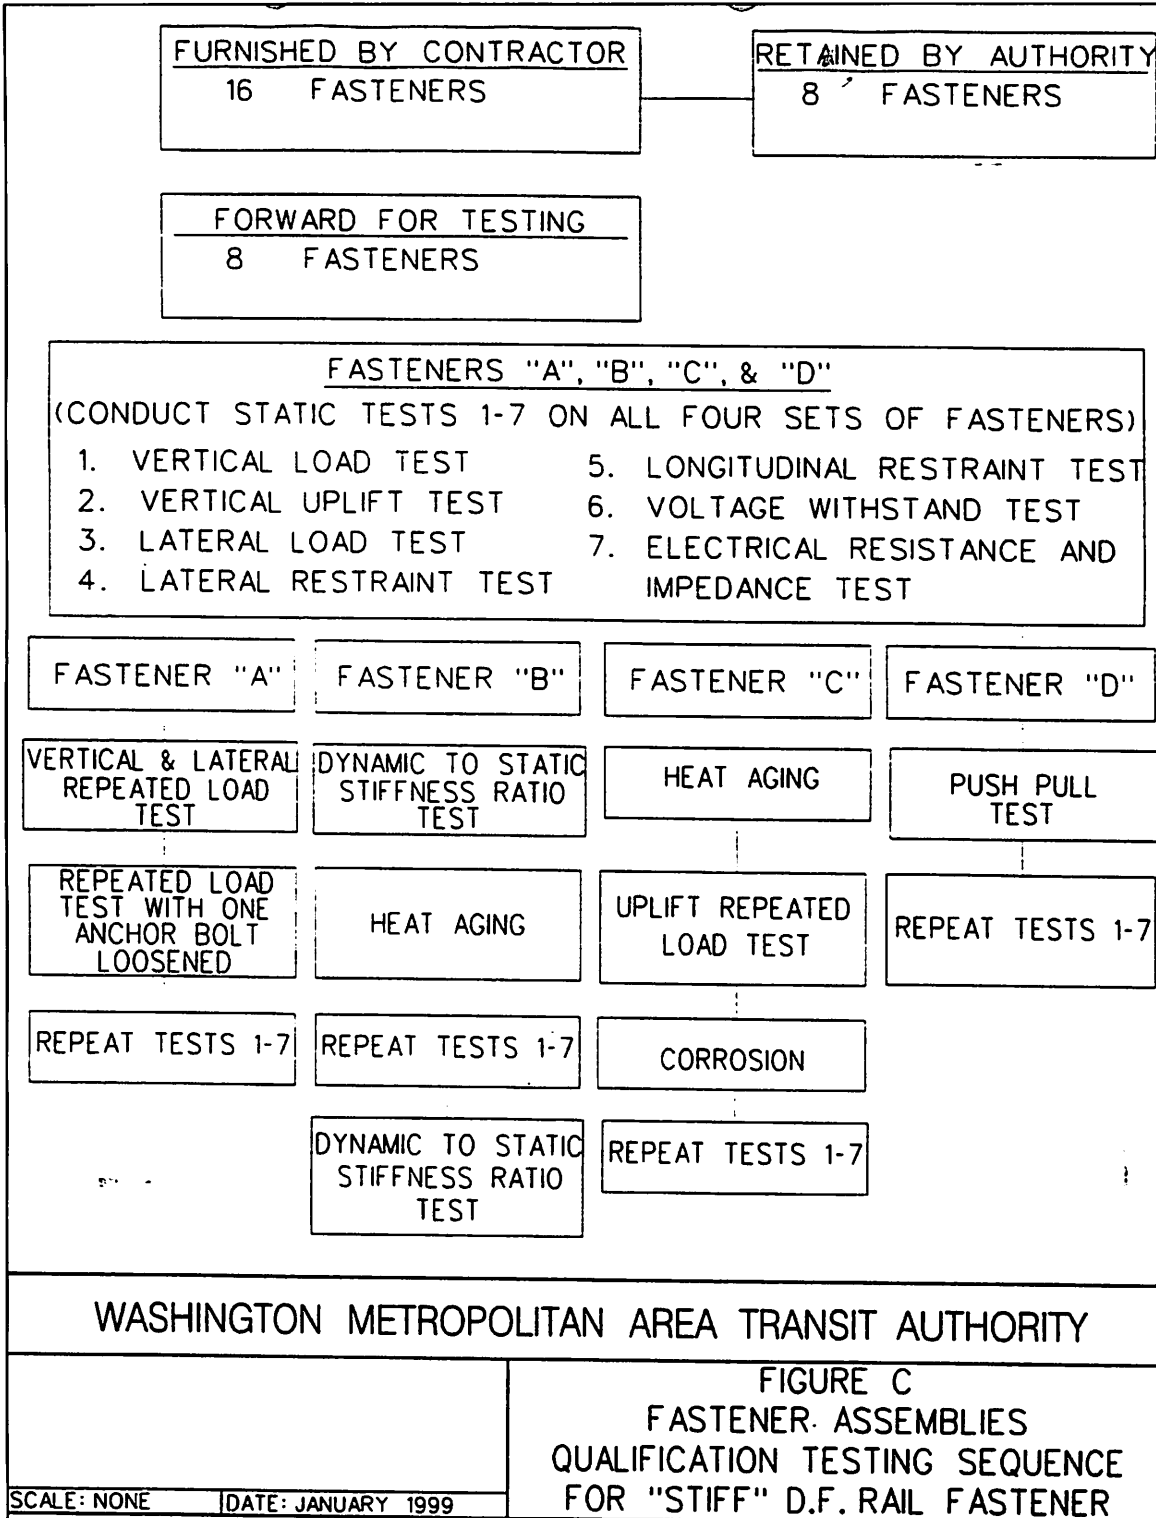 FURNISHED BY CONTRACTOR
16 FASTENERS
RETAINED BY AUTHORITY
8 FASTENERS
FORWARD FOR TESTING
8 FASTENERS
FASTENERS "A", "B", "C", & "D"
(CONDUCT STATIC TESTS 1-7 ON ALL FOUR SETS OF FASTENERS)
1. VERTICAL LOAD TEST
2. VERTICAL UPLIFT TEST
3. LATERAL LOAD TEST
4. LATERAL RESTRAINT TEST
5. LONGITUDINAL RESTRAINT TEST
6. VOLTAGE WITHSTAND TEST
7. ELECTRICAL RESISTANCE AND
IMPEDANCE TEST
FASTENER "A"
VERTICAL & LATERAL
REPEATED LOAD
TEST
REPEATED LOAD
TEST WITH ONE
ANCHOR BOLT
LOOSENED
REPEAT TESTS 1-7
FASTENER "B"
DYNAMIC TO STATIC
STIFFNESS RATIO
TEST
HEAT AGING
REPEAT TESTS 1-7
DYNAMIC TO STATIC
STIFFNESS RATIO
TEST
FASTENER "C"
HEAT AGING
UPLIFT REPEATED
LOAD TEST
CORROSION
REPEAT TESTS 1-7
FASTENER "D"
PUSH PULL
TEST
REPEAT TESTS 1-7
WASHINGTON METROPOLITAN AREA TRANSIT AUTHORITY
SCALE: NONE
DATE: JANUARY 1999
FIGURE C
FASTENER ASSEMBLIES
QUALIFICATION TESTING SEQUENCE
FOR "STIFF" D.F. RAIL FASTENER